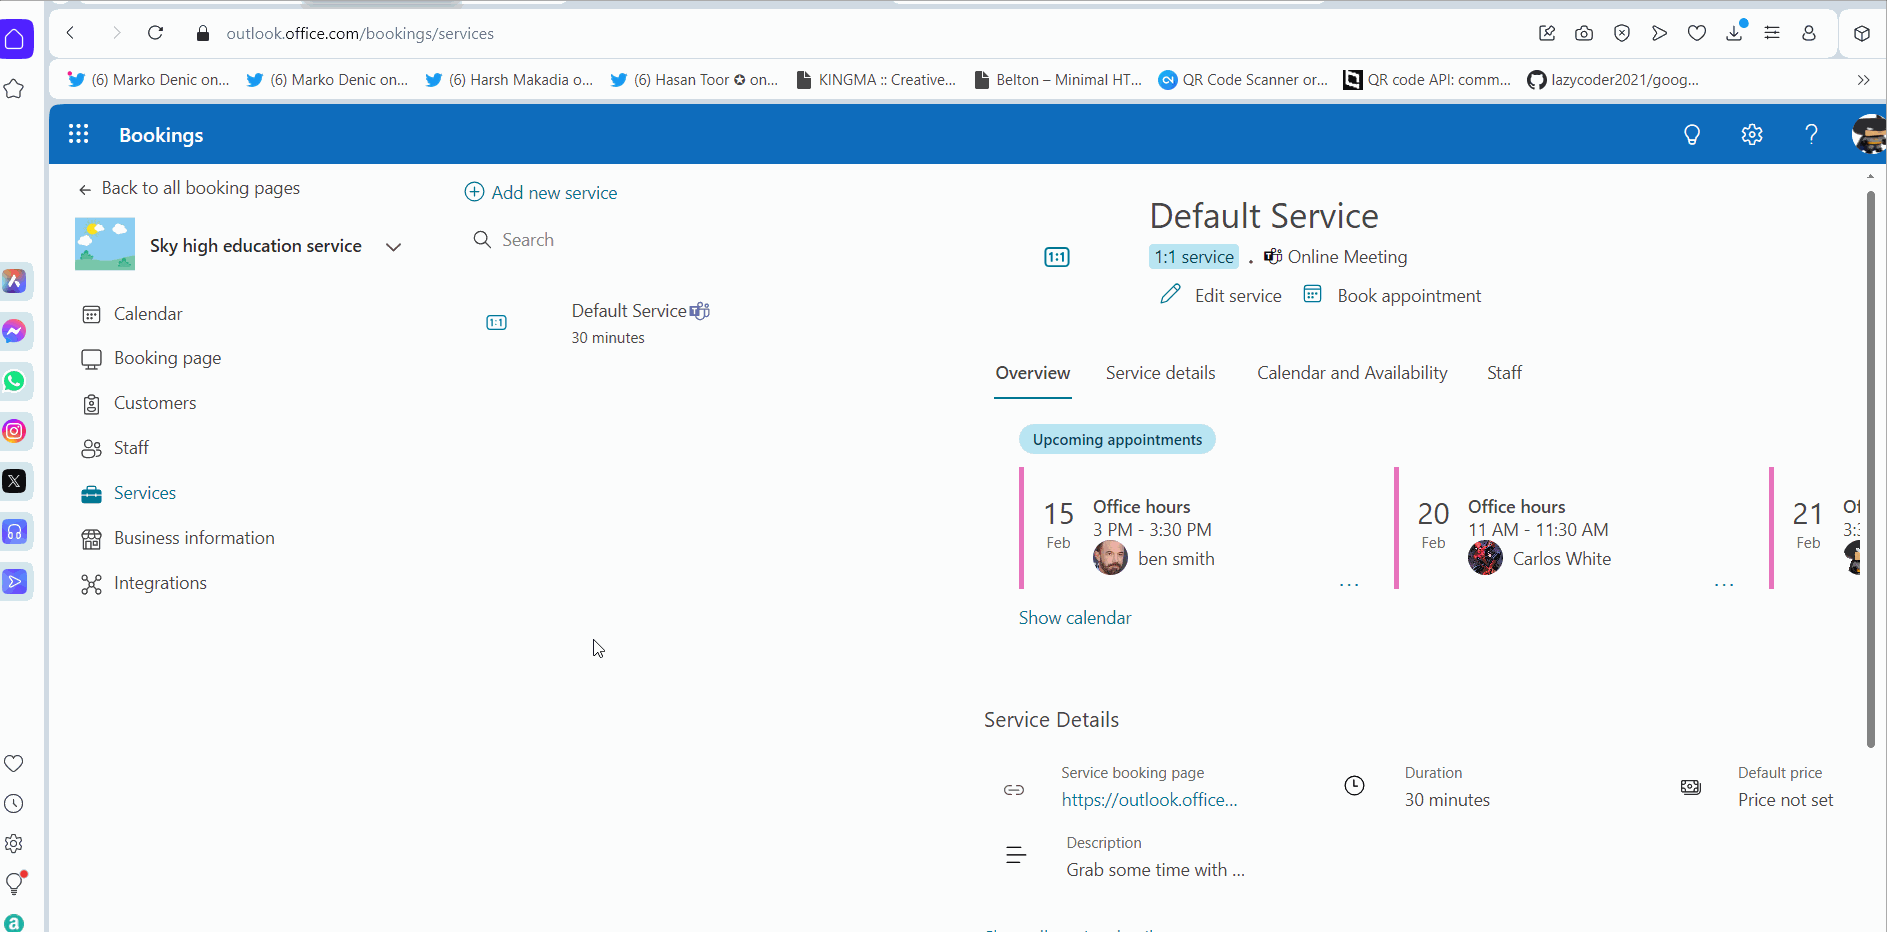 outlook.office.com/bookings/services
(6) Marko Denic on...
(6) Marko Denic on...
(6) Harsh Makadia o...
(6) Hasan Toor ✪ on...
KINGMA :: Creative...
Belton – Minimal HT...
QR Code Scanner or...
QR code API: comm...
lazycoder2021/goog...
Bookings
Back to all booking pages
Sky high education service
Calendar
Booking page
Customers
Staff
Services
Business information
Integrations
Add new service
Search
1:1
Default Service
30 minutes
1:1
Default Service
1:1 service . Online Meeting
Edit service
Book appointment
Overview
Service details
Calendar and Availability
Staff
Upcoming appointments
15
Feb
Office hours
3 PM - 3:30 PM
ben smith
...
20
Feb
Office hours
11 AM - 11:30 AM
Carlos White
...
21
Feb
Show calendar
Service Details
Service booking page
https://outlook.office...
Duration
30 minutes
Default price
Price not set
Description
Grab some time with ...